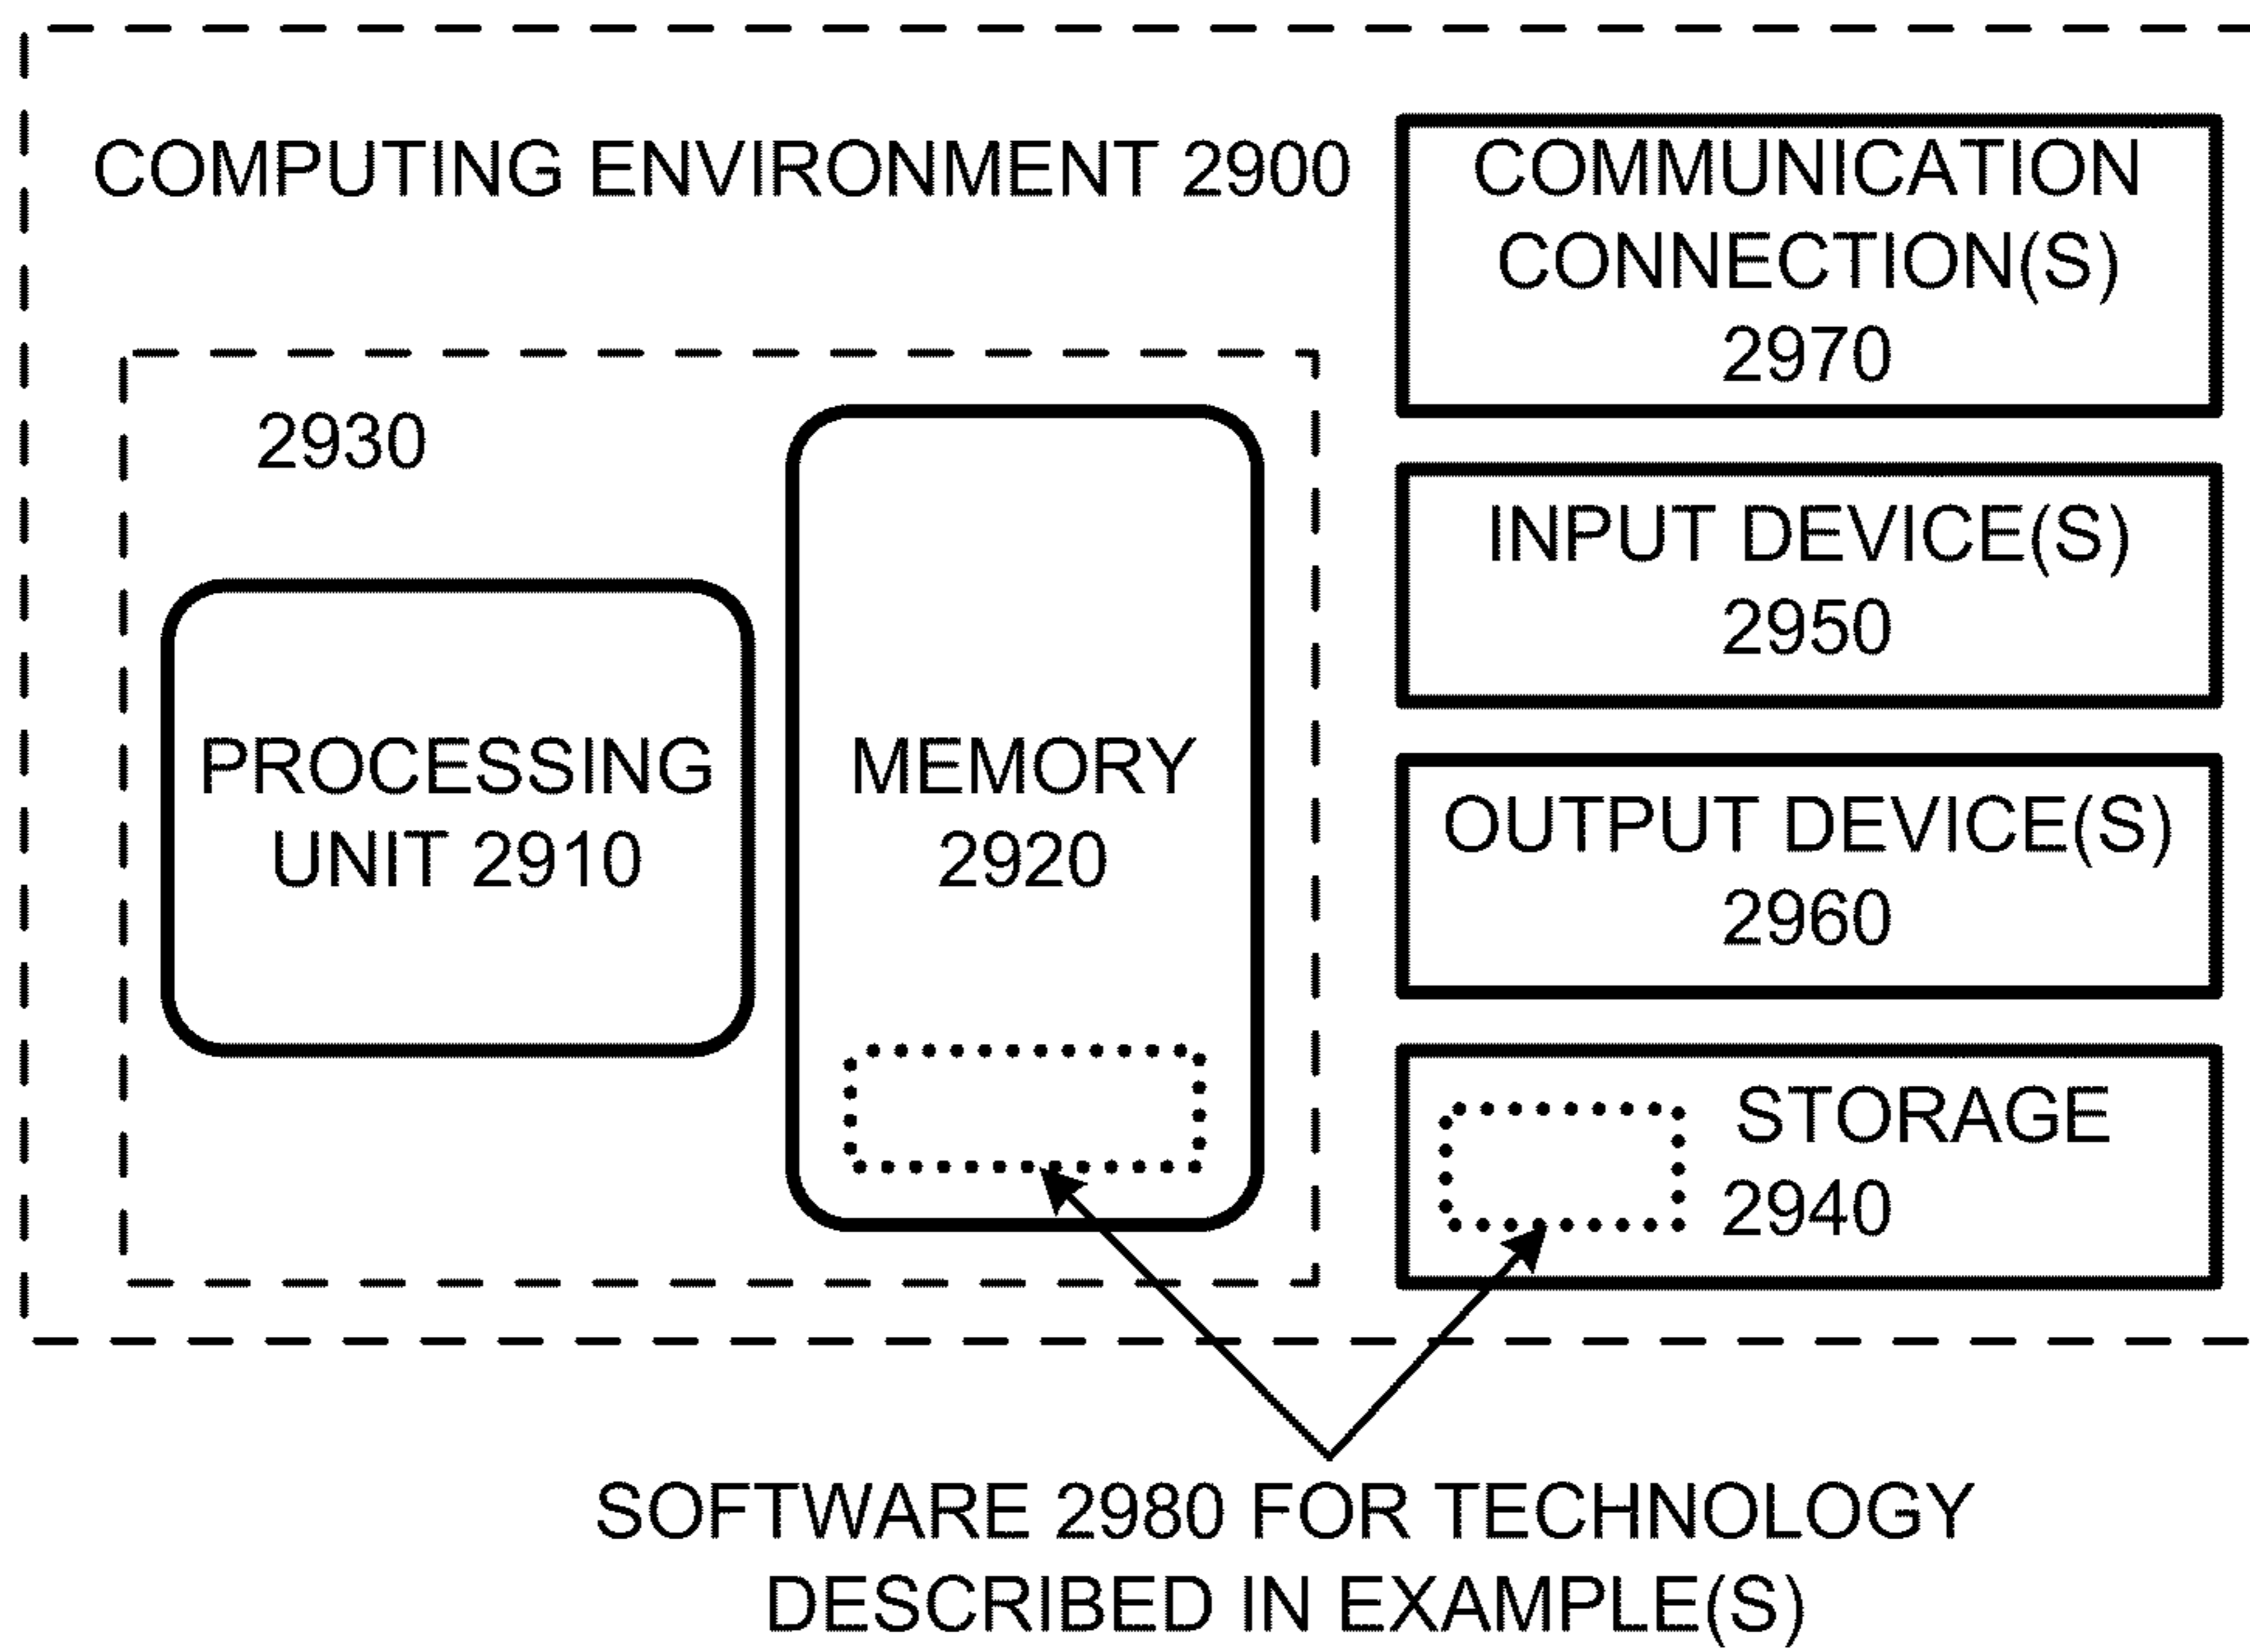 COMPUTING ENVIRONMENT 2900
COMMUNICATION
CONNECTION(S)
2970
2930
INPUT DEVICE(S)
2950
PROCESSING
UNIT 2910
MEMORY
2920
OUTPUT DEVICE(S)
2960
STORAGE
2940
SOFTWARE 2980 FOR TECHNOLOGY
DESCRIBED IN EXAMPLE(S)